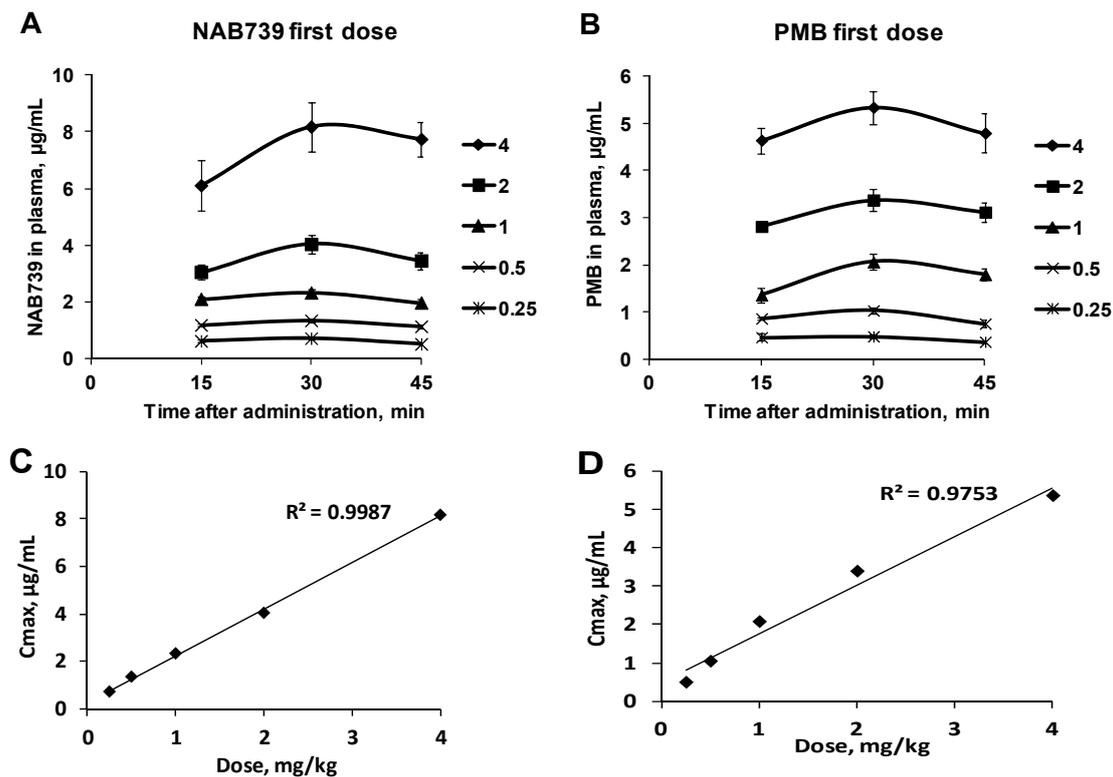 A
NAB739 first dose
NAB739 in plasma, µg/mL
10
8
6
4
2
0
0 15 30 45
Time after administration, min
4
2
1
0.5
0.25
B
PMB first dose
PMB in plasma, µg/mL
6
5
4
3
2
1
0
0 15 30 45
Time after administration, min
4
2
1
0.5
0.25
C
Cmax, µg/mL
10
8
6
4
2
0
R² = 0.9987
0 1 2 3 4
Dose, mg/kg
D
Cmax, µg/mL
6
5
4
3
2
1
0
R² = 0.9753
0 1 2 3 4
Dose, mg/kg